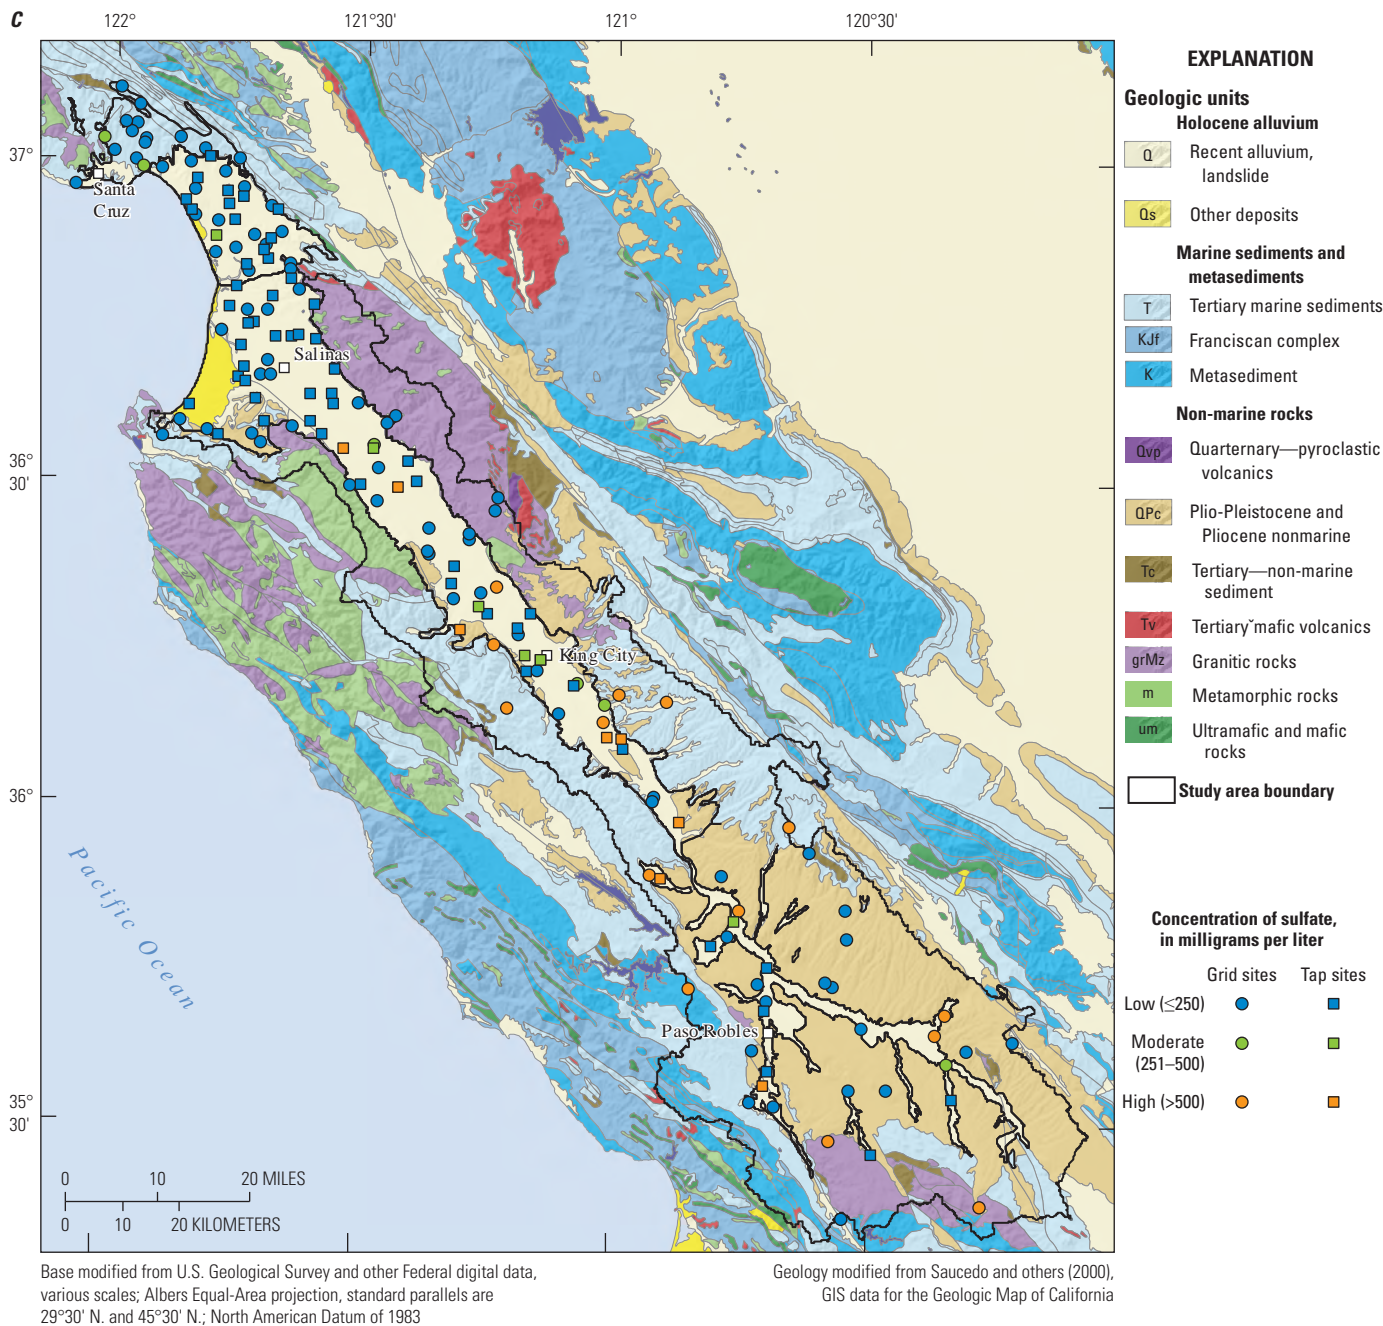 C
122°
121°30'
121°
120°30'
37°
36°
30'
36°
35°
30'
Santa
Cruz
Salinas
King City
Paso Robles
Pacific Ocean
0 10 20 MILES
0 10 20 KILOMETERS
EXPLANATION
Geologic units
Holocene alluvium
Q Recent alluvium,
landslide
Qs Other deposits
Marine sediments and
metasediments
T Tertiary marine sediments
KJf Franciscan complex
K Metasediment
Non-marine rocks
Qvp Quarternary—pyroclastic
volcanics
QPc Plio-Pleistocene and
Pliocene nonmarine
Tc Tertiary—non-marine
sediment
Tv Tertiaryˇmafic volcanics
grMz Granitic rocks
m Metamorphic rocks
um Ultramafic and mafic
rocks
Study area boundary
Concentration of sulfate,
in milligrams per liter
Grid sites Tap sites
Low (≤250)
Moderate
(251–500)
High (>500)
Base modified from U.S. Geological Survey and other Federal digital data,
various scales; Albers Equal-Area projection, standard parallels are
29°30' N. and 45°30' N.; North American Datum of 1983
Geology modified from Saucedo and others (2000),
GIS data for the Geologic Map of California